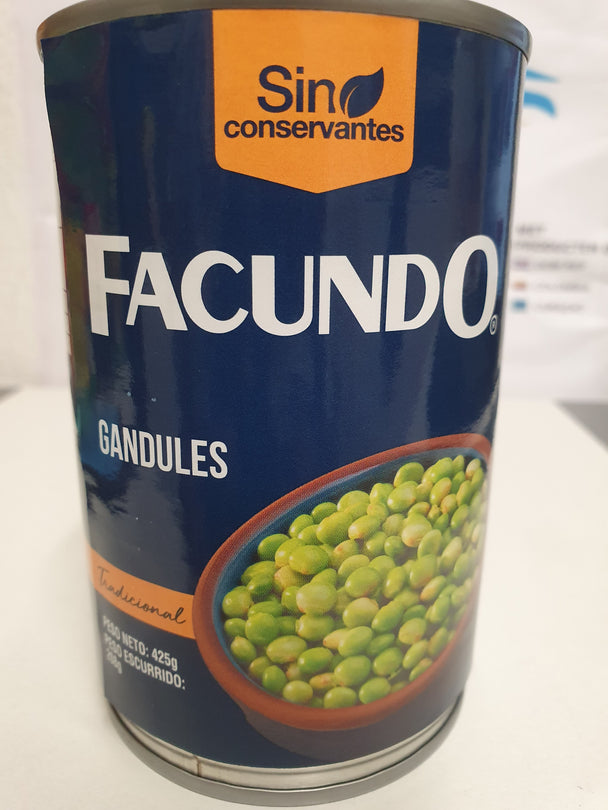 Sin
conservantes
FACUNDO®
GANDULES
Tradicional
PESO NETO: 425g
PESO ESCURRIDO: